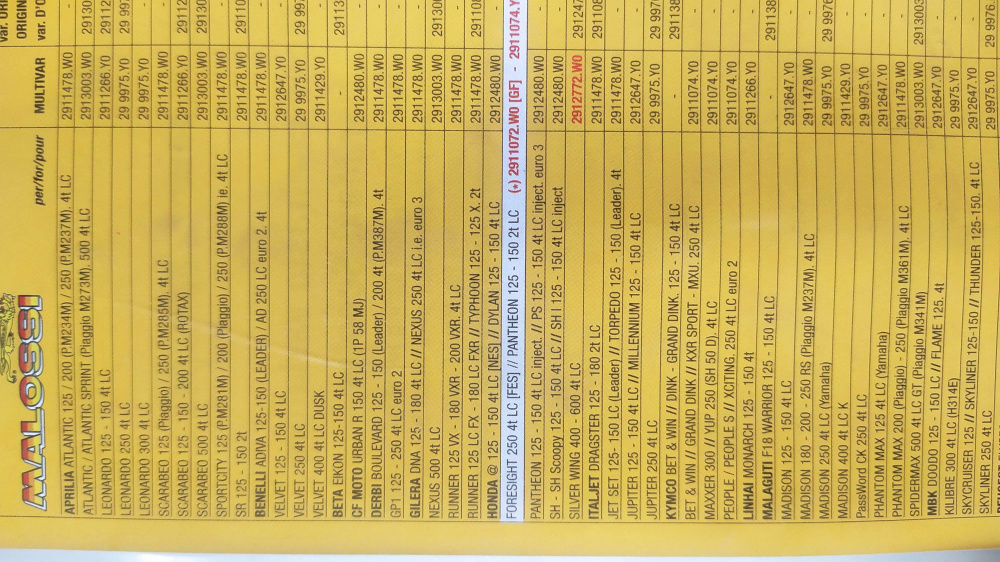 MALOSSI
per/for/pour MULTIVAR var. D'O
APRILIA ATLANTIC 125 / 200 (P.M234M) / 250 (P.M237M). 4t LC 2911478.W0 -
ATLANTIC / ATLANTIC SPRINT (Piaggio M273M). 500 4t LC 2913003.W0 29130
LEONARDO 125 - 150 4t LC 2911266.Y0 29112
LEONARDO 250 4t LC 29 9975.Y0 29 997
LEONARDO 300 4t LC 29 9975.Y0 -
SCARABEO 125 (Piaggio) / 250 (P.M285M). 4t LC 2911478.W0 -
SCARABEO 125 - 150 - 200 4t LC (ROTAX) 2911266.Y0 29112
SCARABEO 500 4t LC 2913003.W0 29130
SPORTCITY 125 (P.M281M) / 200 (Piaggio) / 250 (P.M288M) ie. 4t LC 2911478.W0 -
SR 125 - 150 2t 2911478.W0 29110
BENELLI ADIVA 125-150 (LEADER) / AD 250 LC euro 2. 4t 2911478.W0 -
VELVET 125 - 150 4t LC 2912647.Y0 -
VELVET 250 4t LC 29 9975.Y0 29 997
VELVET 400 4t LC DUSK 2911429.Y0 -
BETA EIKON 125-150 4t LC - 29113
CF MOTO URBAN R 150 4t LC (1P 58 MJ) 2912480.W0 -
DERBI BOULEVARD 125 - 150 (Leader) / 200 4t (P.M387M). 4t 2911478.W0 -
GP1 125 - 250 4t LC euro 2 2911478.W0 -
GILERA DNA 125 - 180 4t LC // NEXUS 250 4t LC i.e. euro 3 2911478.W0 -
NEXUS 500 4t LC 2913003.W0 29130
RUNNER 125 VX - 180 VXR - 200 VXR. 4t LC 2911478.W0 -
RUNNER 125 LC FX - 180 LC FXR // TYPHOON 125 - 125 X. 2t 2911478.W0 29110
HONDA @ 125 - 150 4t LC [NES] // DYLAN 125 - 150 4t LC 2912480.W0 -
FORESIGHT 250 4t LC [FES] // PANTHEON 125 - 150 2t LC (*) 2911072.W0 [GF] - 2911074.Y
PANTHEON 125 - 150 4t LC inject. // PS 125 - 150 4t LC inject. euro 3 2912480.W0 -
SH - SH Scoopy 125 - 150 4t LC // SH I 125 - 150 4t LC inject 2912480.W0 -
SILVER WING 400 - 600 4t LC 2912772.W0 291247
ITALJET DRAGSTER 125 - 180 2t LC 2911478.W0 291108
JET SET 125 - 150 LC (Leader) // TORPEDO 125 - 150 (Leader). 4t 2911478.W0 -
JUPITER 125 - 150 4t LC // MILLENNIUM 125 - 150 4t LC 2912647.Y0 -
JUPITER 250 4t LC 29 9975.Y0 29 997
KYMCO BET & WIN // DINK - GRAND DINK. 125 - 150 4t LC - 291138
BET & WIN // GRAND DINK // KXR SPORT - MXU. 250 4t LC 2911074.W0 -
MAXXER 300 // YUP 250 (SH 50 D). 4t LC 2911074.Y0 -
PEOPLE / PEOPLE S // XCITING. 250 4t LC euro 2 2911074.Y0 -
LINHAI MONARCH 125 - 150 4t 2911266.Y0 -
MALAGUTI F18 WARRIOR 125 - 150 4tLC - 291138
MADISON 125 - 150 4t LC 2912647.Y0 -
MADISON 180 - 200 - 250 RS (Piaggio M237M). 4t LC 2911478.W0 -
MADISON 250 4t LC (Yamaha) 29 9975.Y0 29 9976
MADISON 400 4t LC K 2911429.Y0 -
PassWord CK 250 4t LC 29 9975.Y0 -
PHANTOM MAX 125 4t LC (Yamaha) 2912647.Y0 -
PHANTOM MAX 200 (Piaggio) - 250 (Piaggio M361M). 4t LC 2911478.W0 -
SPIDERMAX 500 4t LC GT (Piaggio M341M) 2913003.W0 2913003
MBK DOODO 125 - 150 LC // FLAME 125. 4t 2912647.Y0 -
KILIBRE 300 4t LC (H314E) 29 9975.Y0 -
SKYCRUISER 125 // SKYLINER 125-150 // THUNDER 125-150. 4t LC 2912647.Y0 -
SKYLINER 250 4t LC 29 9975.Y0 29 9976